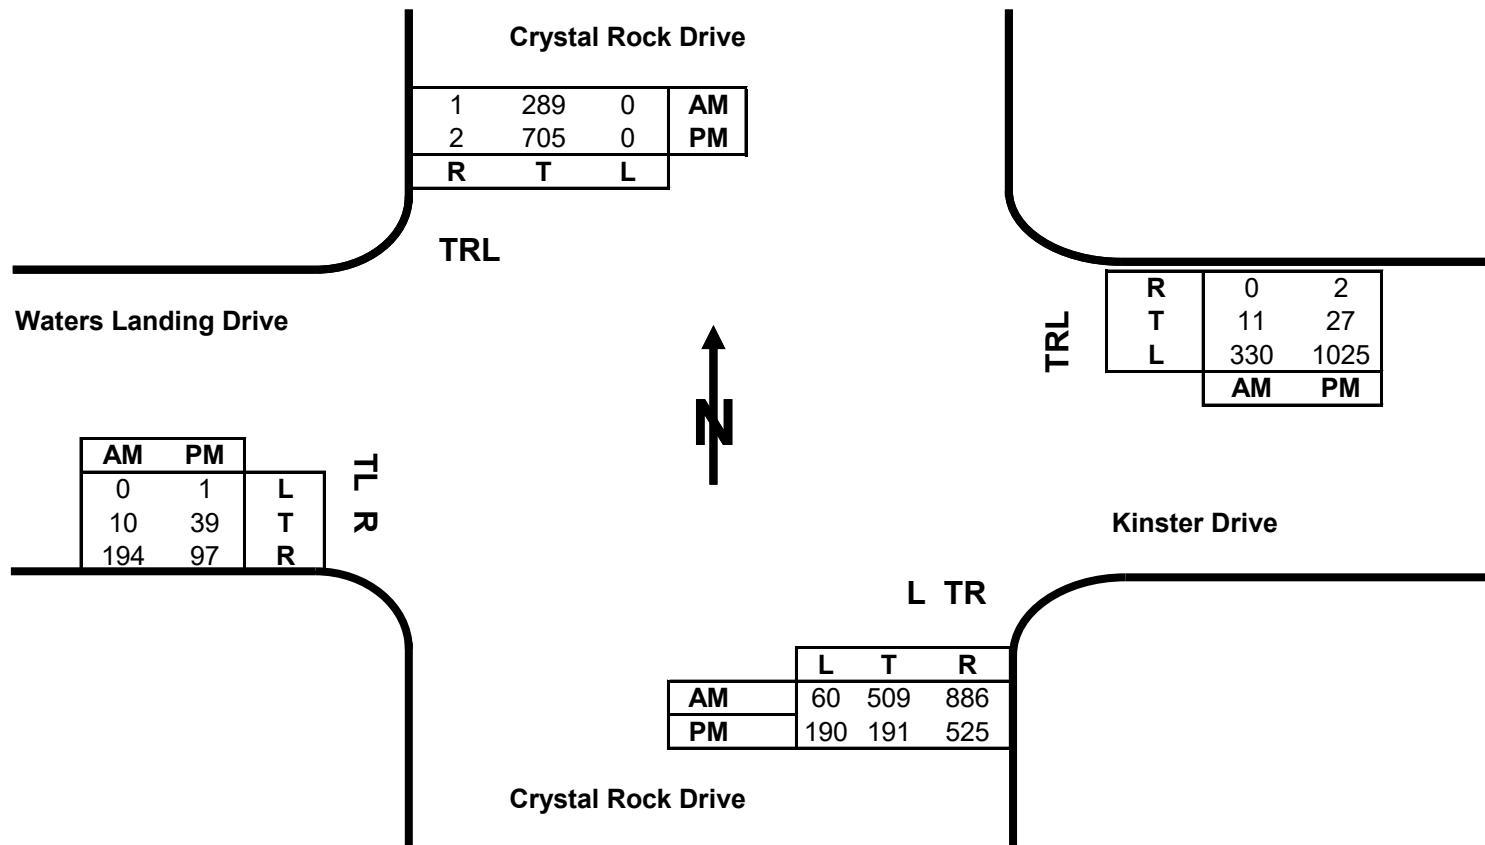 Crystal Rock Drive
1 289 0 AM
2 705 0 PM
R T L
TRL
Waters Landing Drive
TRL
R 0 2
T 11 27
L 330 1025
AM PM
N
AM PM
0 1 L
10 39 T
194 97 R
TL R
Kinster Drive
L TR
L T R
AM 60 509 886
PM 190 191 525
Crystal Rock Drive